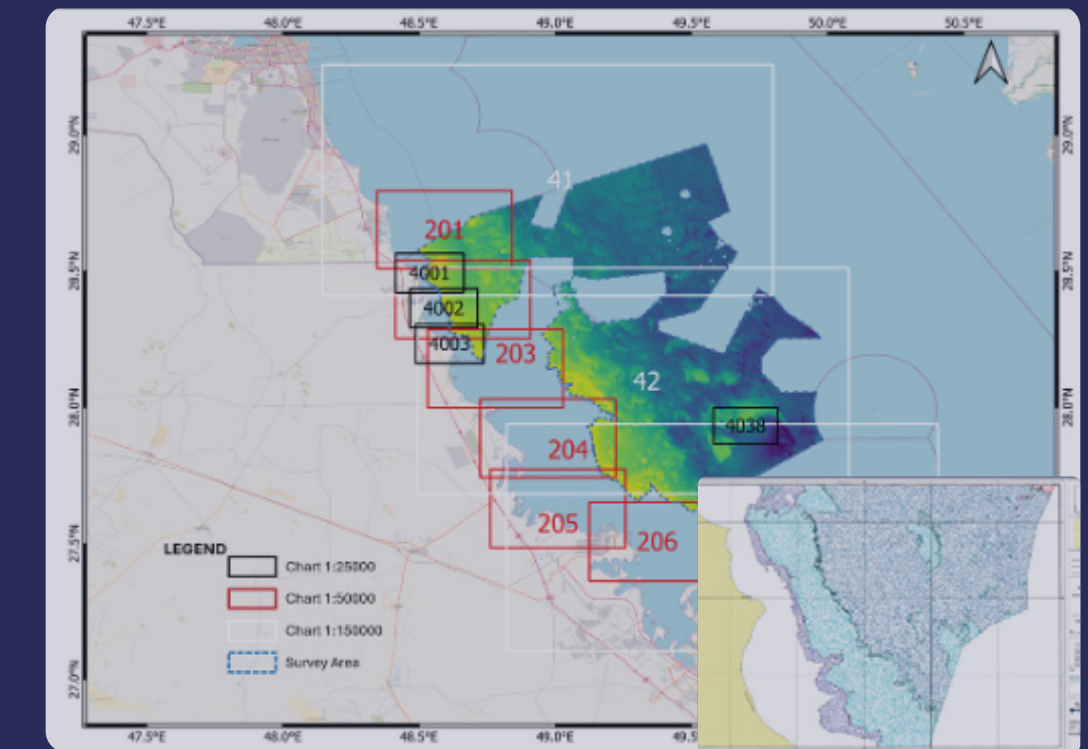 47.5°E 48.0°E 48.5°E 49.0°E 49.5°E 50.0°E 50.5°E
29.0°N 29.0°N
41
201
28.5°N 28.5°N
4001
4002
4003
203
42
28.0°N 28.0°N
4038
204
205
206
27.5°N
LEGEND
Chart 1:25000
Chart 1:50000
Chart 1:150000
Survey Area
27.0°N
47.5°E 48.0°E 48.5°E 49.0°E 49.5